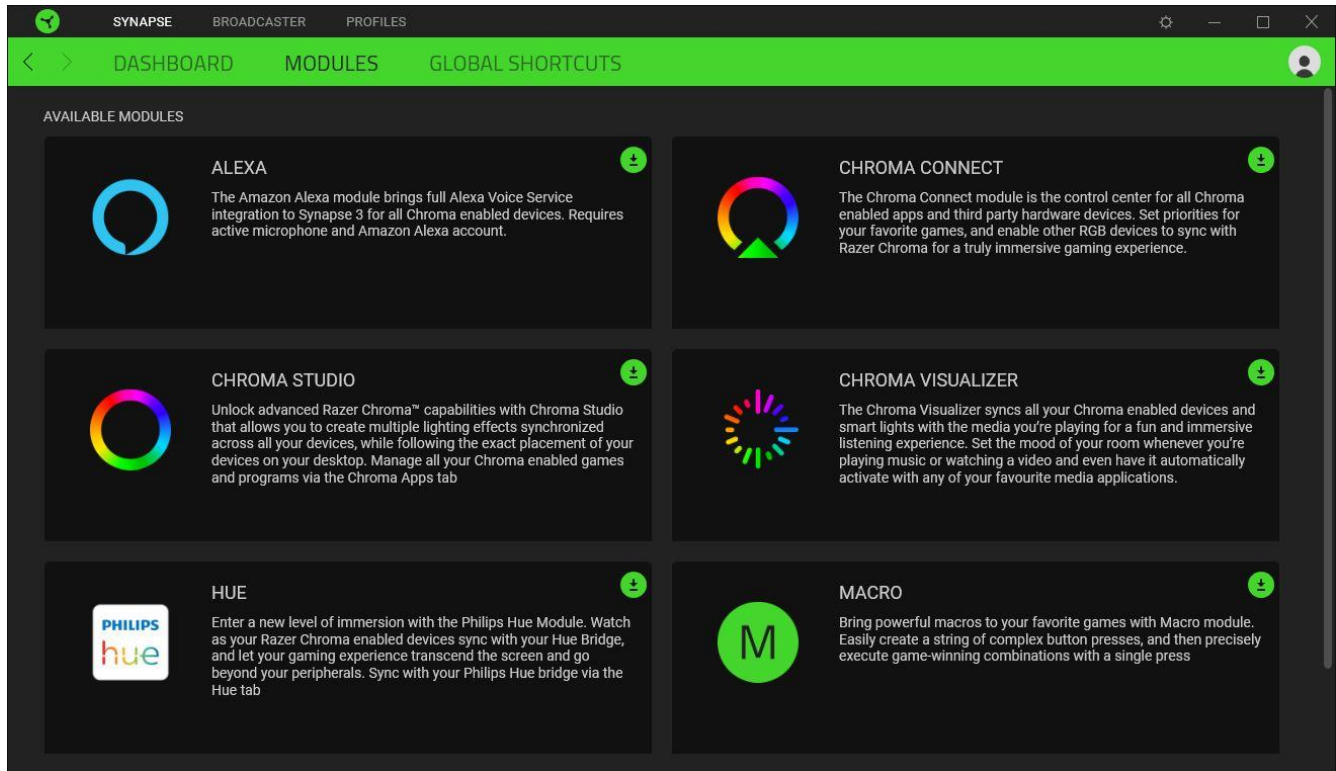 SYNAPSE BROADCASTER PROFILES
DASHBOARD MODULES GLOBAL SHORTCUTS
AVAILABLE MODULES
ALEXA
The Amazon Alexa module brings full Alexa Voice Service
integration to Synapse 3 for all Chroma enabled devices. Requires
active microphone and Amazon Alexa account.
CHROMA CONNECT
The Chroma Connect module is the control center for all Chroma
enabled apps and third party hardware devices. Set priorities for
your favorite games, and enable other RGB devices to sync with
Razer Chroma for a truly immersive gaming experience.
CHROMA STUDIO
Unlock advanced Razer Chroma™ capabilities with Chroma Studio
that allows you to create multiple lighting effects synchronized
across all your devices, while following the exact placement of your
devices on your desktop. Manage all your Chroma enabled games
and programs via the Chroma Apps tab
CHROMA VISUALIZER
The Chroma Visualizer syncs all your Chroma enabled devices and
smart lights with the media you're playing for a fun and immersive
listening experience. Set the mood of your room whenever you're
playing music or watching a video and even have it automatically
activate with any of your favourite media applications.
PHILIPS
hue
HUE
Enter a new level of immersion with the Philips Hue Module. Watch
as your Razer Chroma enabled devices sync with your Hue Bridge,
and let your gaming experience transcend the screen and go
beyond your peripherals. Sync with your Philips Hue bridge via the
Hue tab
M
MACRO
Bring powerful macros to your favorite games with Macro module.
Easily create a string of complex button presses, and then precisely
execute game-winning combinations with a single press